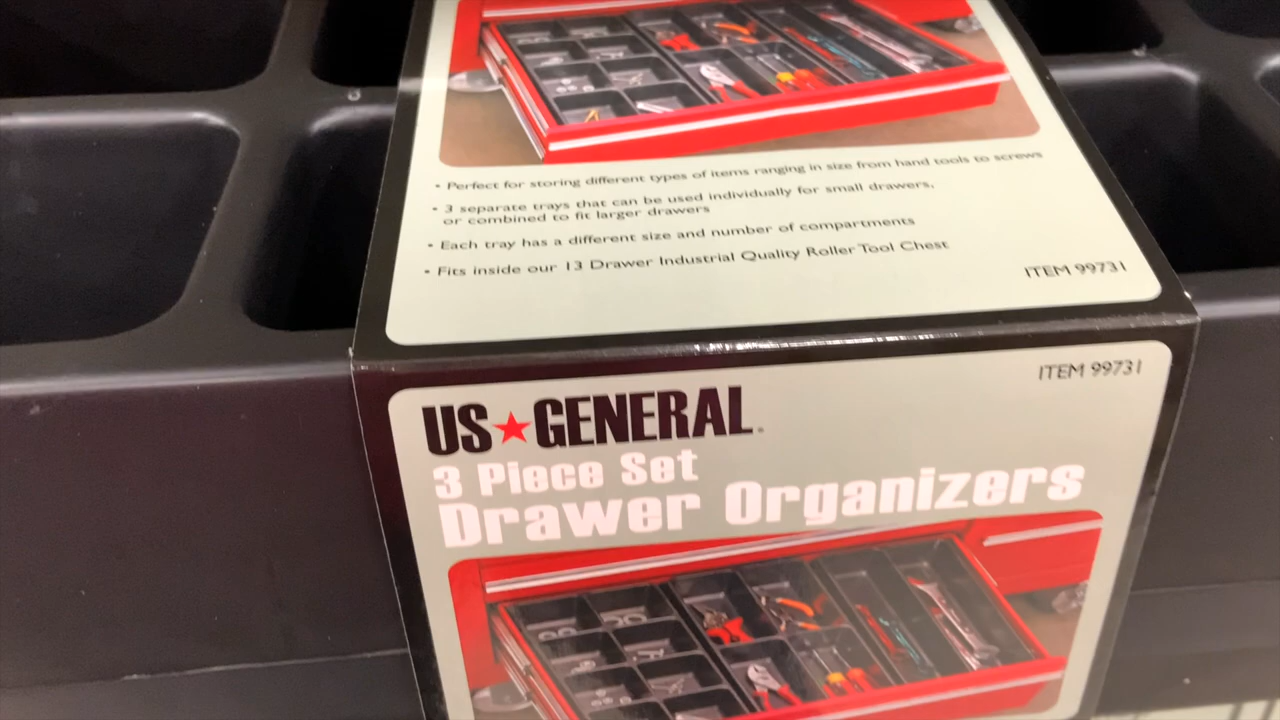 • Perfect for storing different types of items ranging in size from hand tools to screws
• 3 separate trays that can be used individually for small drawers,
or combined to fit larger drawers
• Each tray has a different size and number of compartments
• Fits inside our 13 Drawer Industrial Quality Roller Tool Chest
ITEM 99731
ITEM 99731
US★GENERAL
3 Piece Set
Drawer Organizers